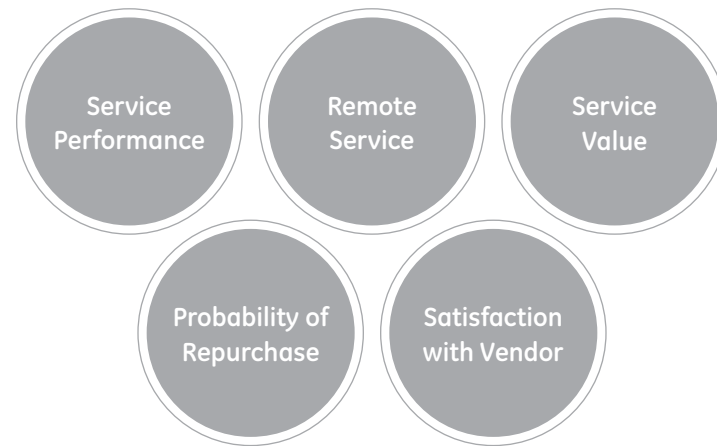 Service
Performance
Remote
Service
Service
Value
Probability of
Repurchase
Satisfaction
with Vendor